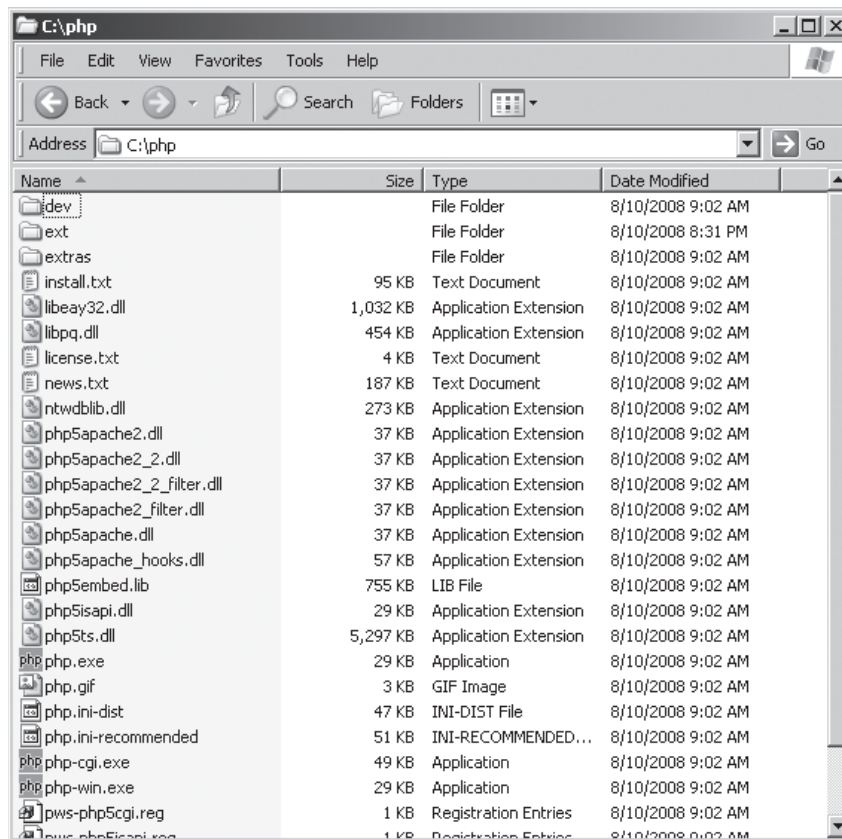 C:\php
File Edit View Favorites Tools Help
Back Search Folders
Address C:\php Go
Name Size Type Date Modified
dev File Folder 8/10/2008 9:02 AM
ext File Folder 8/10/2008 8:31 PM
extras File Folder 8/10/2008 9:02 AM
install.txt 95 KB Text Document 8/10/2008 9:02 AM
libeay32.dll 1,032 KB Application Extension 8/10/2008 9:02 AM
libpq.dll 454 KB Application Extension 8/10/2008 9:02 AM
license.txt 4 KB Text Document 8/10/2008 9:02 AM
news.txt 187 KB Text Document 8/10/2008 9:02 AM
ntwdblib.dll 273 KB Application Extension 8/10/2008 9:02 AM
php5apache2.dll 37 KB Application Extension 8/10/2008 9:02 AM
php5apache2_2.dll 37 KB Application Extension 8/10/2008 9:02 AM
php5apache2_2_filter.dll 37 KB Application Extension 8/10/2008 9:02 AM
php5apache2_filter.dll 37 KB Application Extension 8/10/2008 9:02 AM
php5apache.dll 37 KB Application Extension 8/10/2008 9:02 AM
php5apache_hooks.dll 57 KB Application Extension 8/10/2008 9:02 AM
php5embed.lib 755 KB LIB File 8/10/2008 9:02 AM
php5isapi.dll 29 KB Application Extension 8/10/2008 9:02 AM
php5ts.dll 5,297 KB Application Extension 8/10/2008 9:02 AM
php php.exe 29 KB Application 8/10/2008 9:02 AM
php.gif 3 KB GIF Image 8/10/2008 9:02 AM
php.ini-dist 47 KB INI-DIST File 8/10/2008 9:02 AM
php.ini-recommended 51 KB INI-RECOMMENDED... 8/10/2008 9:02 AM
php php-cgi.exe 49 KB Application 8/10/2008 9:02 AM
php php-win.exe 29 KB Application 8/10/2008 9:02 AM
pws-php5cgi.reg 1 KB Registration Entries 8/10/2008 9:02 AM
pws-php5isapi.reg 1 KB Registration Entries 8/10/2008 9:02 AM